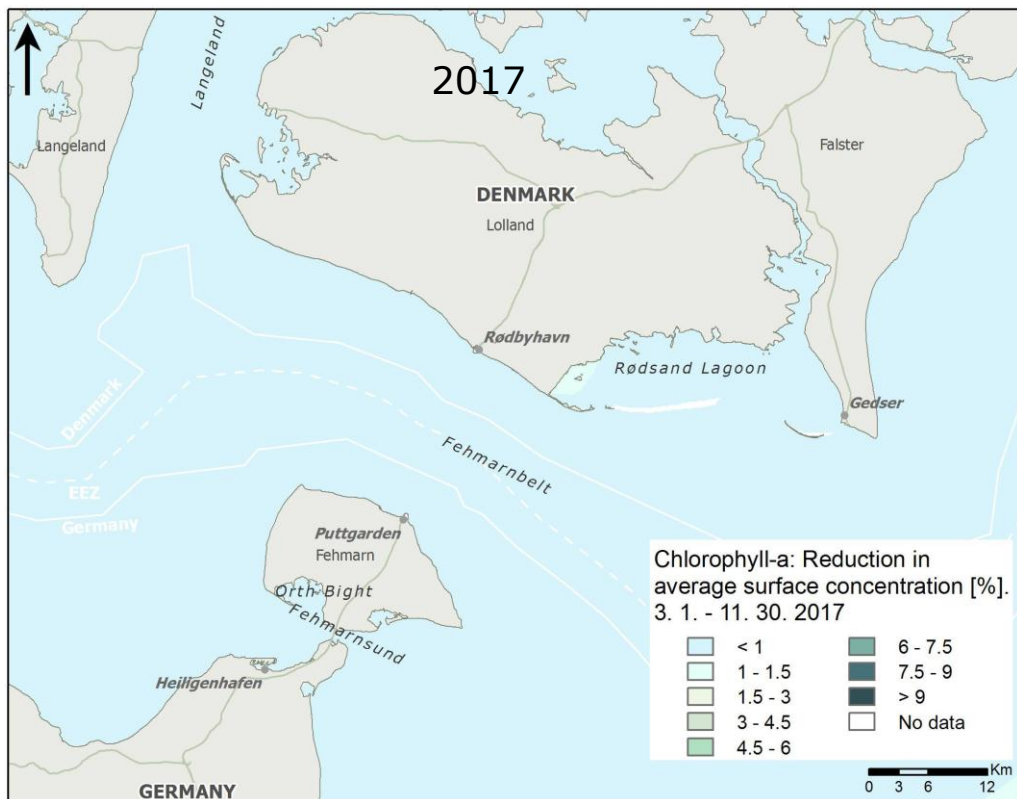 2017
Langeland
Langeland
Falster
DENMARK
Lolland
Rødbyhavn
Rødsand Lagoon
Gedser
Denmark
Fehmarnbelt
EEZ
Germany
Puttgarden
Fehmarn
Orth Bight
Fehmarnsund
Heiligenhafen
GERMANY
Chlorophyll-a: Reduction in
average surface concentration [%].
3. 1. - 11. 30. 2017
< 1
1 - 1.5
1.5 - 3
3 - 4.5
4.5 - 6
6 - 7.5
7.5 - 9
> 9
No data
Km
0 3 6 12